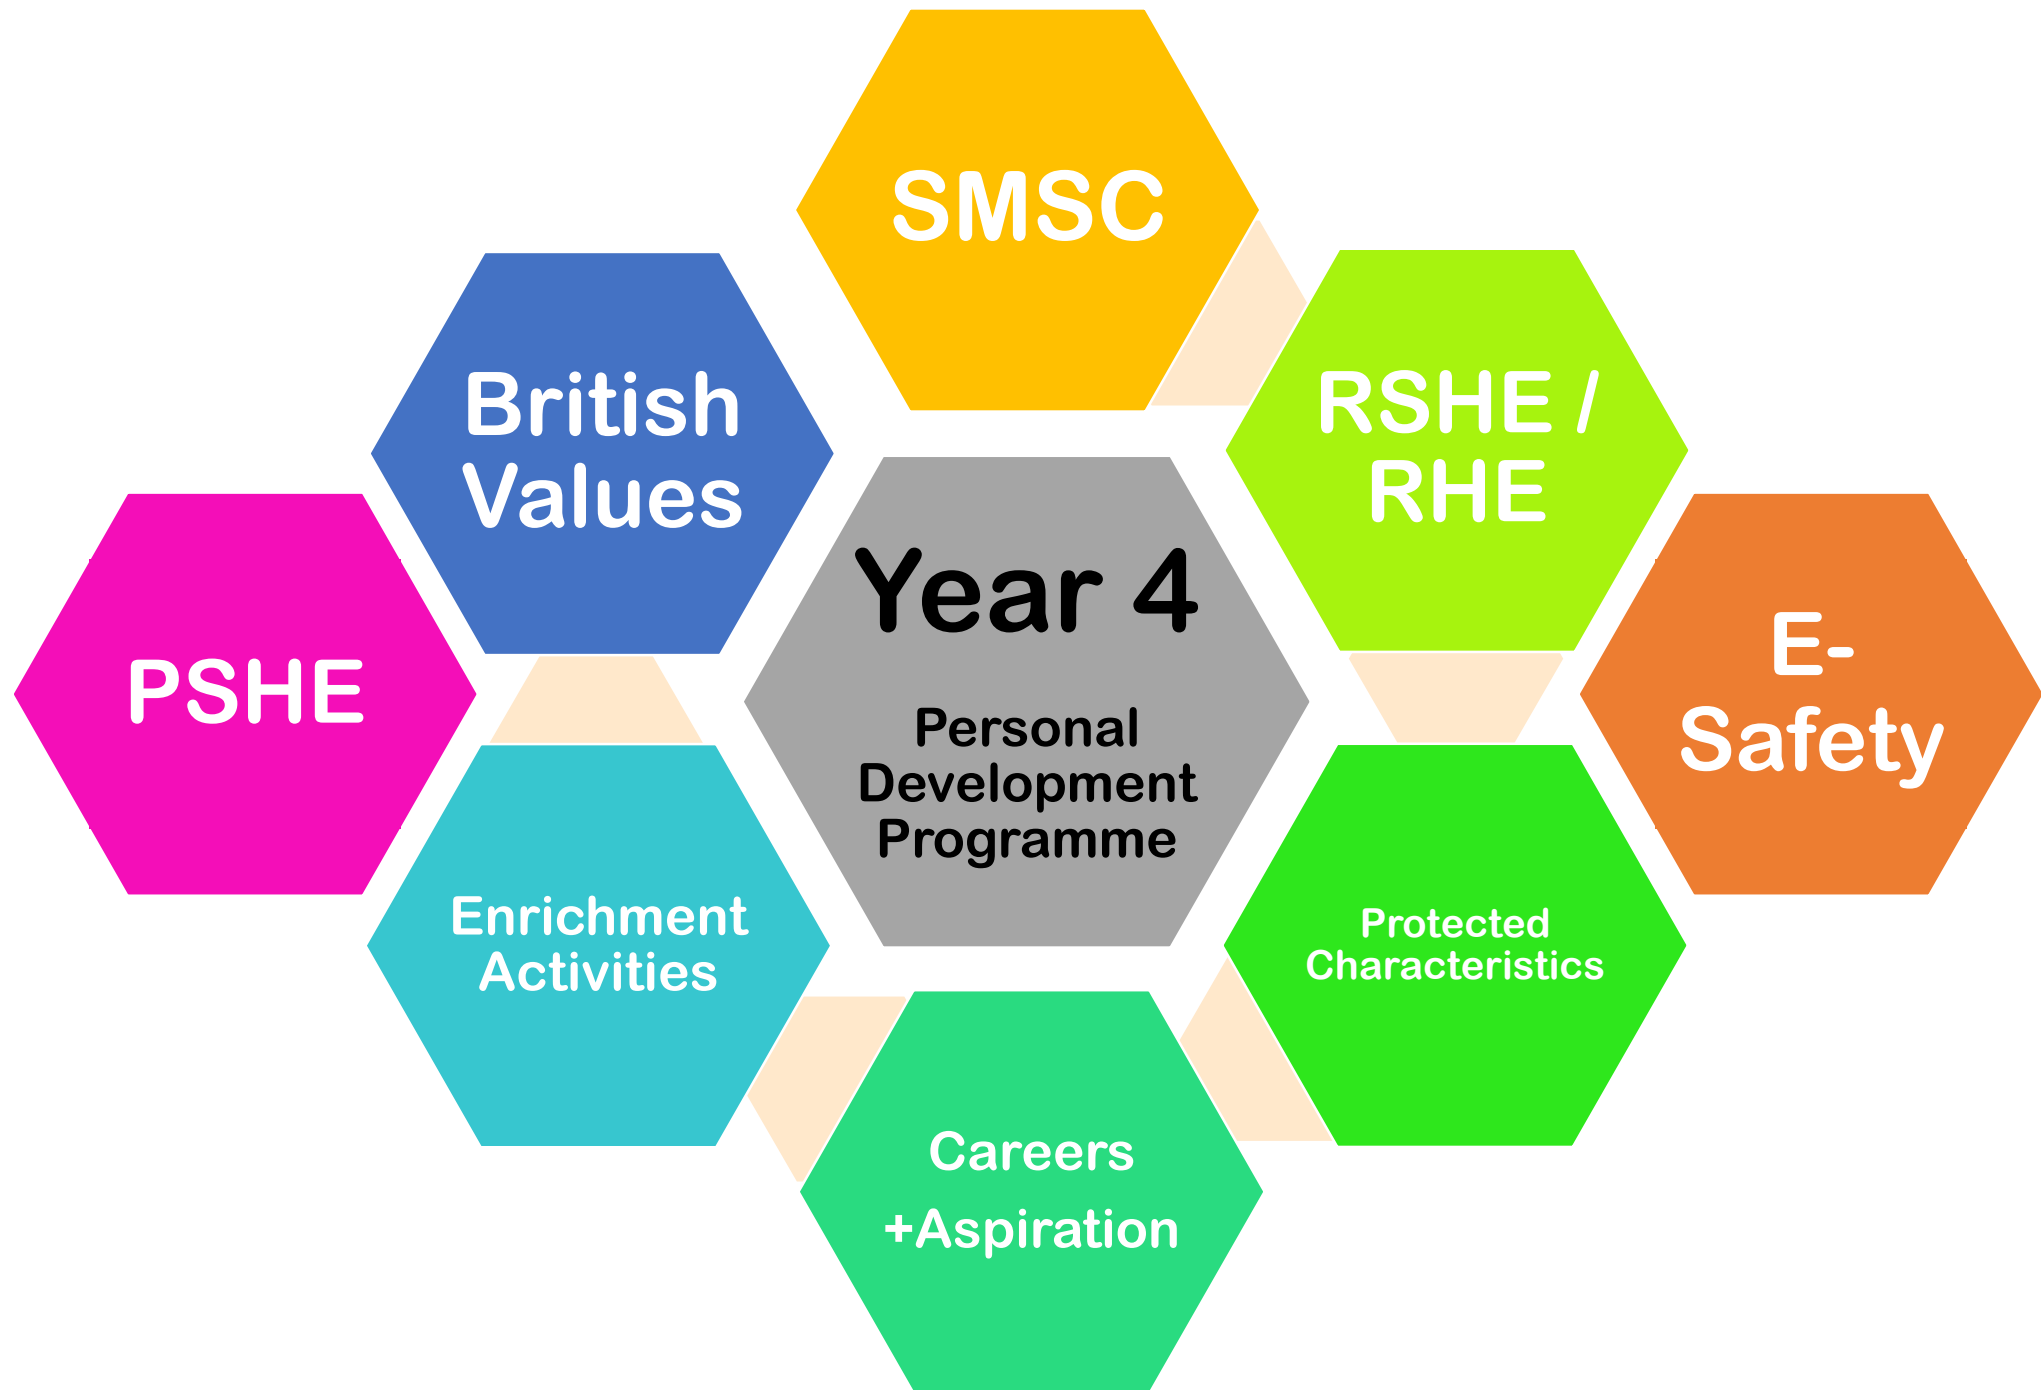 SMSC
British
Values
RSHE /
RHE
PSHE
Year 4
Personal
Development
Programme
E-
Safety
Enrichment
Activities
Protected
Characteristics
Careers
+Aspiration